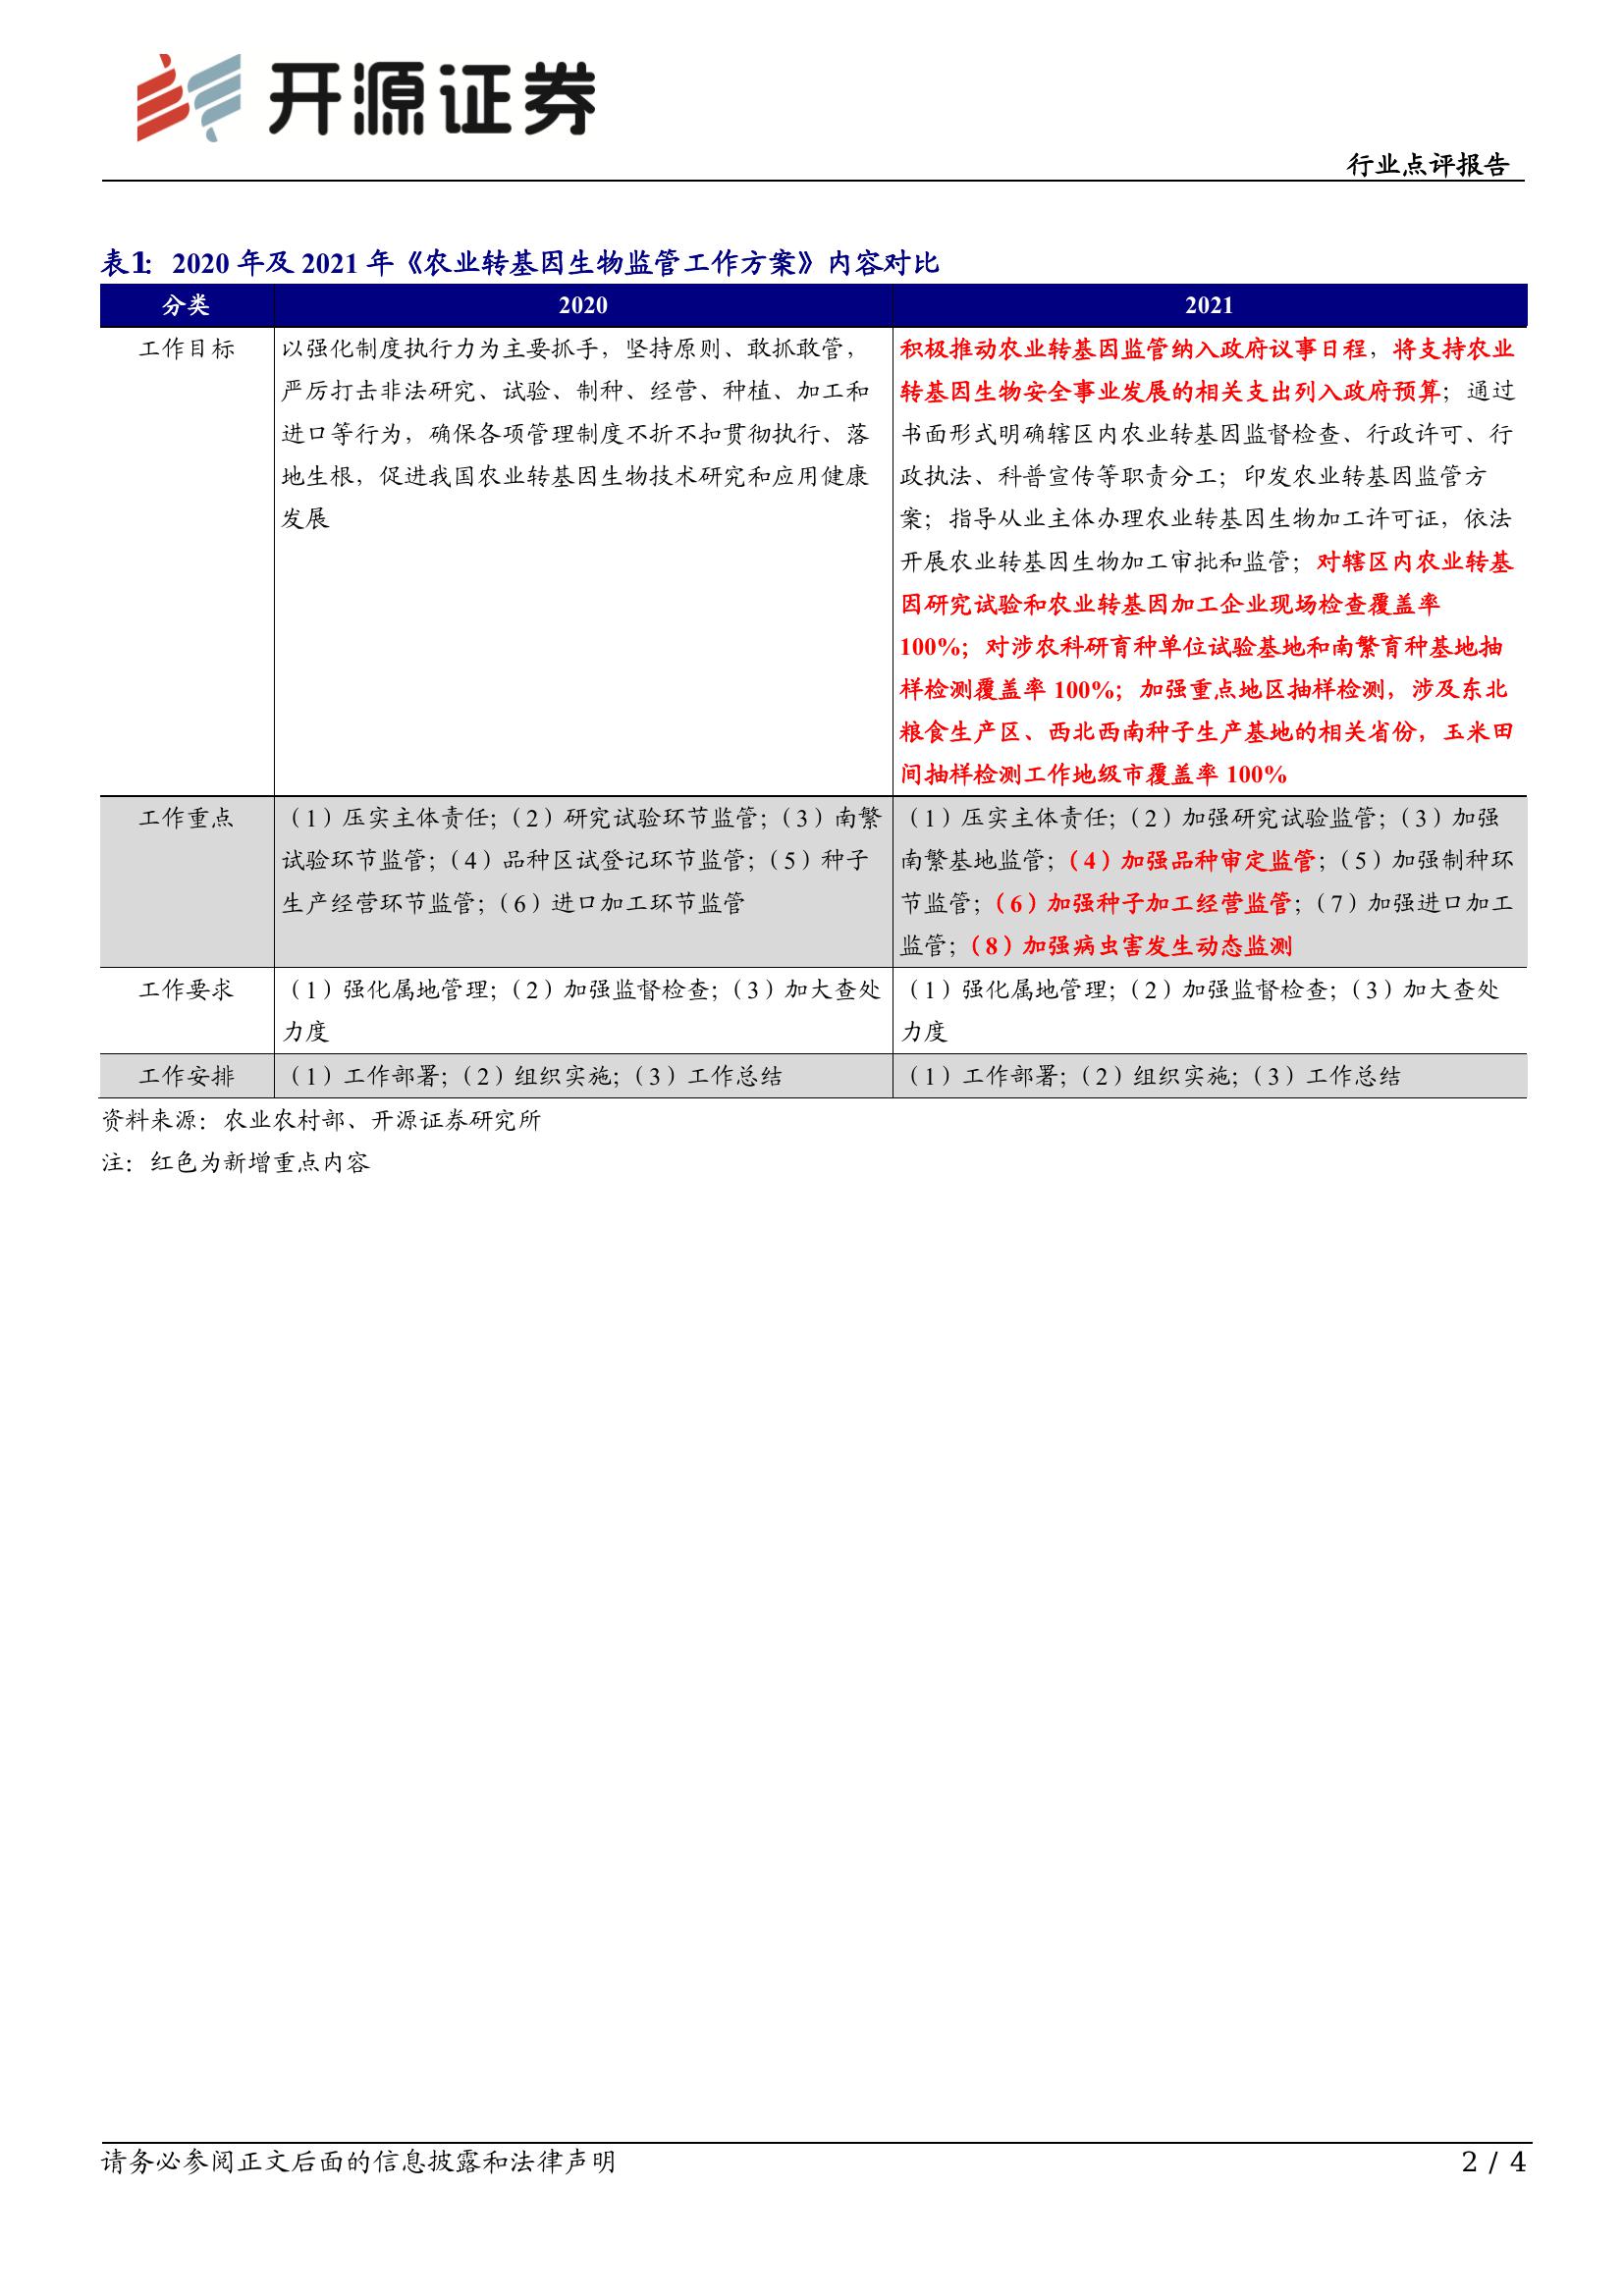 开源证券
行业点评报告
表1：2020 年及 2021 年《农业转基因生物监管工作方案》内容对比
分类 2020 2021
工作目标
以强化制度执行力为主要抓手，坚持原则、敢抓敢管，
严厉打击非法研究、试验、制种、经营、种植、加工和
进口等行为，确保各项管理制度不折不扣贯彻执行、落
地生根，促进我国农业转基因生物技术研究和应用健康
发展
积极推动农业转基因监管纳入政府议事日程，将支持农业
转基因生物安全事业发展的相关支出列入政府预算；通过
书面形式明确辖区内农业转基因监督检查、行政许可、行
政执法、科普宣传等职责分工；印发农业转基因监管方
案；指导从业主体办理农业转基因生物加工许可证，依法
开展农业转基因生物加工审批和监管；对辖区内农业转基
因研究试验和农业转基因加工企业现场检查覆盖率
100%；对涉农科研育种单位试验基地和南繁育种基地抽
样检测覆盖率 100%；加强重点地区抽样检测，涉及东北
粮食生产区、西北西南种子生产基地的相关省份，玉米田
间抽样检测工作地级市覆盖率 100%
工作重点
（1）压实主体责任；（2）研究试验环节监管；（3）南繁
试验环节监管；（4）品种区试登记环节监管；（5）种子
生产经营环节监管；（6）进口加工环节监管
（1）压实主体责任；（2）加强研究试验监管；（3）加强
南繁基地监管；（4）加强品种审定监管；（5）加强制种环
节监管；（6）加强种子加工经营监管；（7）加强进口加工
监管；（8）加强病虫害发生动态监测
工作要求
（1）强化属地管理；（2）加强监督检查；（3）加大查处
力度
（1）强化属地管理；（2）加强监督检查；（3）加大查处
力度
工作安排
（1）工作部署；（2）组织实施；（3）工作总结
（1）工作部署；（2）组织实施；（3）工作总结
资料来源：农业农村部、开源证券研究所
注：红色为新增重点内容
请务必参阅正文后面的信息披露和法律声明
2 / 4